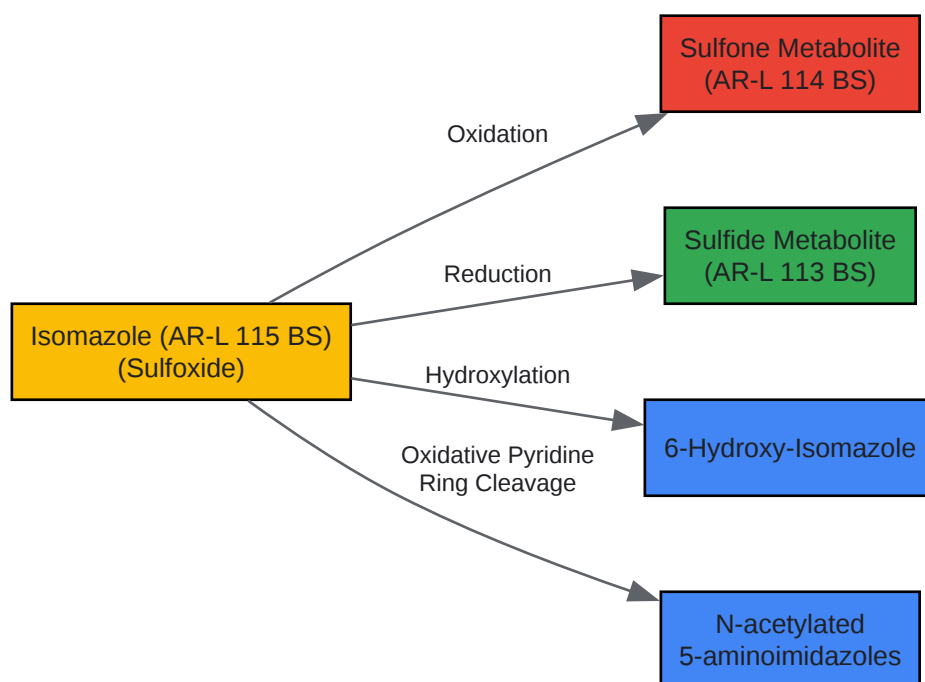 Sulfone Metabolite
(AR-L 114 BS)
Oxidation
Sulfide Metabolite
(AR-L 113 BS)
Reduction
Isomazole (AR-L 115 BS)
(Sulfoxide)
Hydroxylation
6-Hydroxy-Isomazole
Oxidative Pyridine
Ring Cleavage
N-acetylated
5-aminoimidazoles